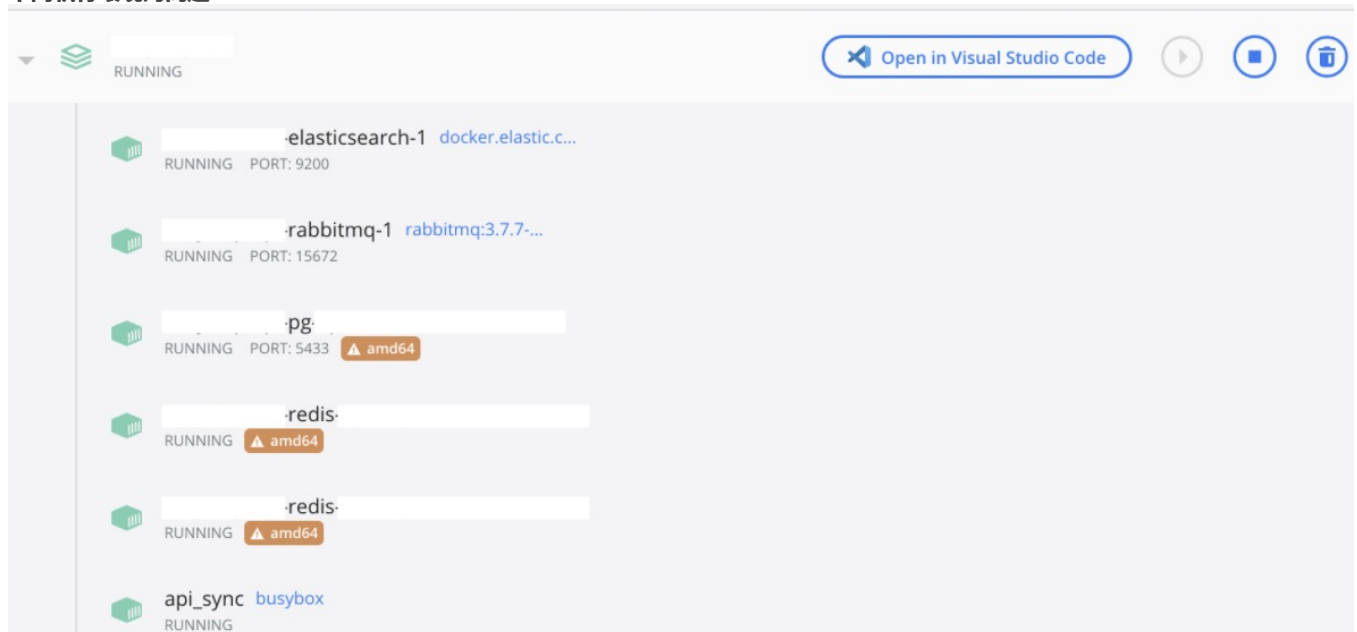 RUNNING
Open in Visual Studio Code
-elasticsearch-1 docker.elastic.c...
RUNNING PORT: 9200
-rabbitmq-1 rabbitmq:3.7.7-...
RUNNING PORT: 15672
-pg-
RUNNING PORT: 5433 amd64
-redis-
RUNNING amd64
-redis-
RUNNING amd64
api_sync busybox
RUNNING